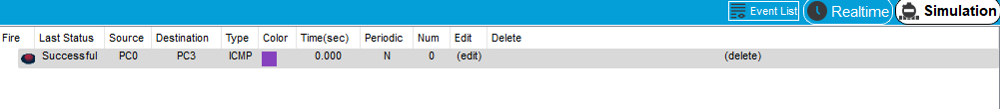 Event List Realtime Simulation
Fire Last Status Source Destination Type Color Time(sec) Periodic Num Edit Delete
Successful PC0 PC3 ICMP 0.000 N 0 (edit) (delete)